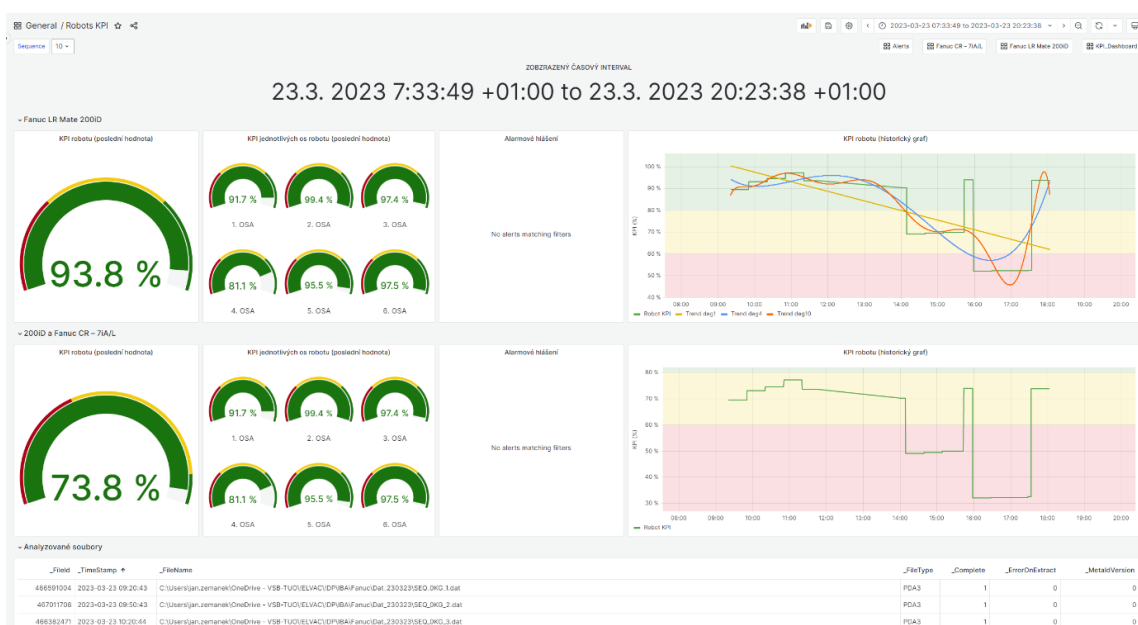 General / Robots KPI
2023-03-23 07:33:49 to 2023-03-23 20:23:38
Sequence 10
Alerts Fanuc CR - 7iA/L Fanuc LR Mate 200iD KPI_Dashboard
ZOBZRAZENÝ ČASOVÝ INTERVAL
23.3. 2023 7:33:49 +01:00 to 23.3. 2023 20:23:38 +01:00
Fanuc LR Mate 200iD
KPI robotu (poslední hodnota)
93.8 %
KPI jednotlivých os robotu (poslední hodnota)
91.7 % 99.4 % 97.4 %
1. OSA 2. OSA 3. OSA
81.1 % 95.5 % 97.5 %
4. OSA 5. OSA 6. OSA
Alarmové hlášení
No alerts matching filters
KPI robotu (historický graf)
KPI (%)
100 %
90 %
80 %
70 %
60 %
50 %
40 %
08:00 09:00 10:00 11:00 12:00 13:00 14:00 15:00 16:00 17:00 18:00 19:00 20:00
Robot KPI Trend deg1 Trend deg4 Trend deg10
200iD a Fanuc CR – 7iA/L
KPI robotu (poslední hodnota)
73.8 %
KPI jednotlivých os robotu (poslední hodnota)
91.7 % 99.4 % 97.4 %
1. OSA 2. OSA 3. OSA
81.1 % 95.5 % 97.5 %
4. OSA 5. OSA 6. OSA
Alarmové hlášení
No alerts matching filters
KPI robotu (historický graf)
KPI (%)
80 %
70 %
60 %
50 %
40 %
30 %
08:00 09:00 10:00 11:00 12:00 13:00 14:00 15:00 16:00 17:00 18:00 19:00 20:00
Robot KPI
Analyzované soubory
_FileId _TimeStamp _FileName _FileType _Complete _ErrorOnExtract _MetaIdVersion
466591004 2023-03-23 09:20:43 C:\Users\jan.zemanek\OneDrive - VSB-TUO\ELVAC\DP\IBA\Fanuc\Dat_230323\SEQ_0KG_1.dat PDA3 1 0 0
467011708 2023-03-23 09:50:43 C:\Users\jan.zemanek\OneDrive - VSB-TUO\ELVAC\DP\IBA\Fanuc\Dat_230323\SEQ_0KG_2.dat PDA3 1 0 0
466362471 2023-03-23 10:20:44 C:\Users\jan.zemanek\OneDrive - VSB-TUO\ELVAC\DP\IBA\Fanuc\Dat_230323\SEQ_0KG_3.dat PDA3 1 0 0